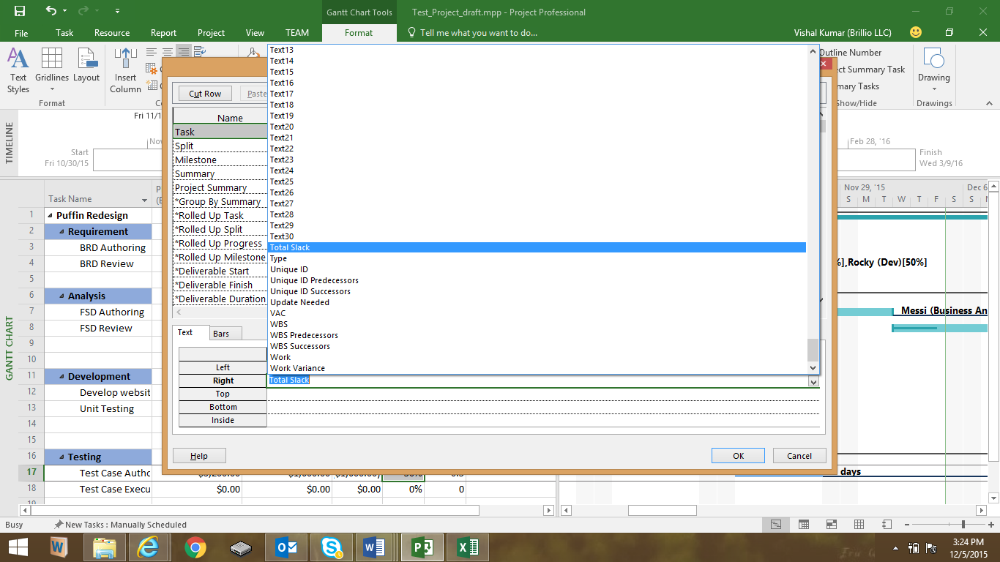 Gantt Chart Tools
Test_Project_draft.mpp - Project Professional
File Task Resource Report Project View TEAM Format Tell me what you want to do... Vishal Kumar (Brillio LLC)
Text Styles
Gridlines
Layout
Format
Insert Column
Outline Number
ect Summary Task
mary Tasks
Show/Hide
Drawing
Drawings
Cut Row
Paste
Name
Task
Split
Milestone
Summary
Project Summary
*Group By Summary
*Rolled Up Task
*Rolled Up Split
*Rolled Up Progress
*Rolled Up Milestone
*Deliverable Start
*Deliverable Finish
*Deliverable Duration
Text13
Text14
Text15
Text16
Text17
Text18
Text19
Text20
Text21
Text22
Text23
Text24
Text25
Text26
Text27
Text28
Text29
Text30
Total Slack
Type
Unique ID
Unique ID Predecessors
Unique ID Successors
Update Needed
VAC
WBS
WBS Predecessors
WBS Successors
Work
Work Variance
Text Bars
Left
Right Total Slack
Top
Bottom
Inside
Help OK Cancel
TIMELINE
Fri 11/1
Nov
Start
Fri 10/30/15
Feb 28, '16
Finish
Wed 3/9/16
GANTT CHART
Task Name
1 Puffin Redesign
2 Requirement
3 BRD Authoring
4 BRD Review
5
6 Analysis
7 FSD Authoring
8 FSD Review
9
10
11 Development
12 Develop websit
13 Unit Testing
14
15
16 Testing
17 Test Case Autho
18 Test Case Execu $0.00 $0.00 $0.00 0% 0
19
Nov 29, '15 Dec 6
S M T W T F S S
%],Rocky (Dev)[50%]
Messi (Business An
days
Busy New Tasks : Manually Scheduled
3:24 PM
12/5/2015